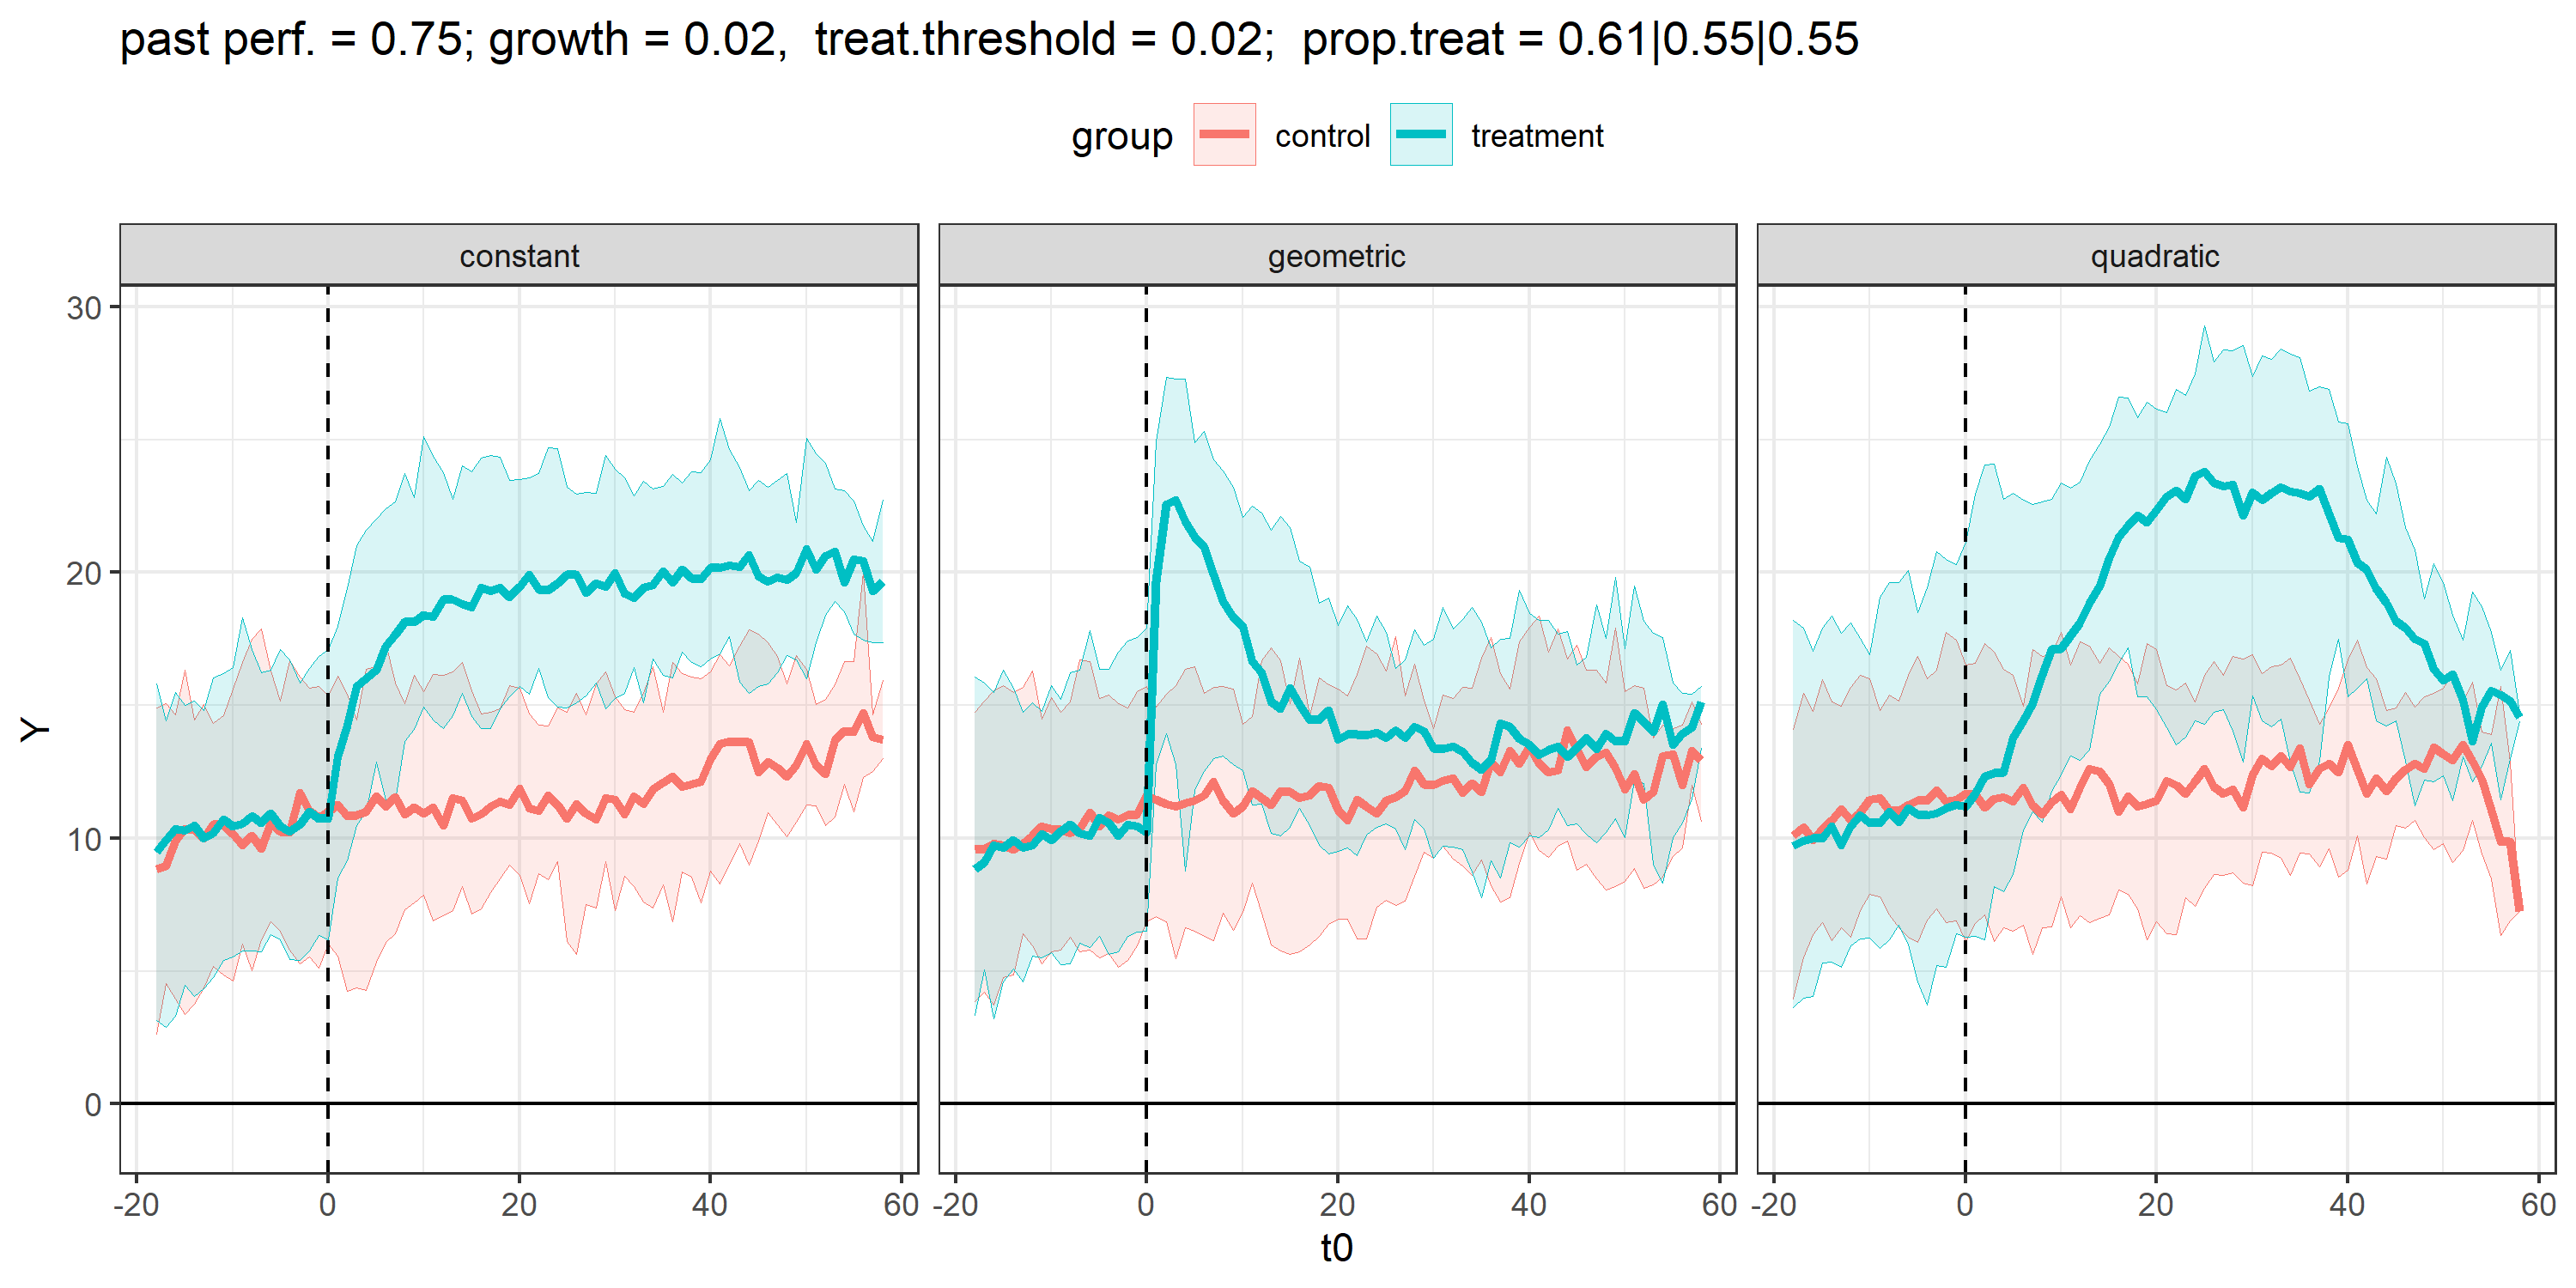 past perf. = 0.75; growth = 0.02,  treat.threshold = 0.02;  prop.treat = 0.61|0.55|0.55
group control treatment
constant geometric quadratic
30
20
10
0
Y
-20 0 20 40 60 -20 0 20 40 60 -20 0 20 40 60
t0